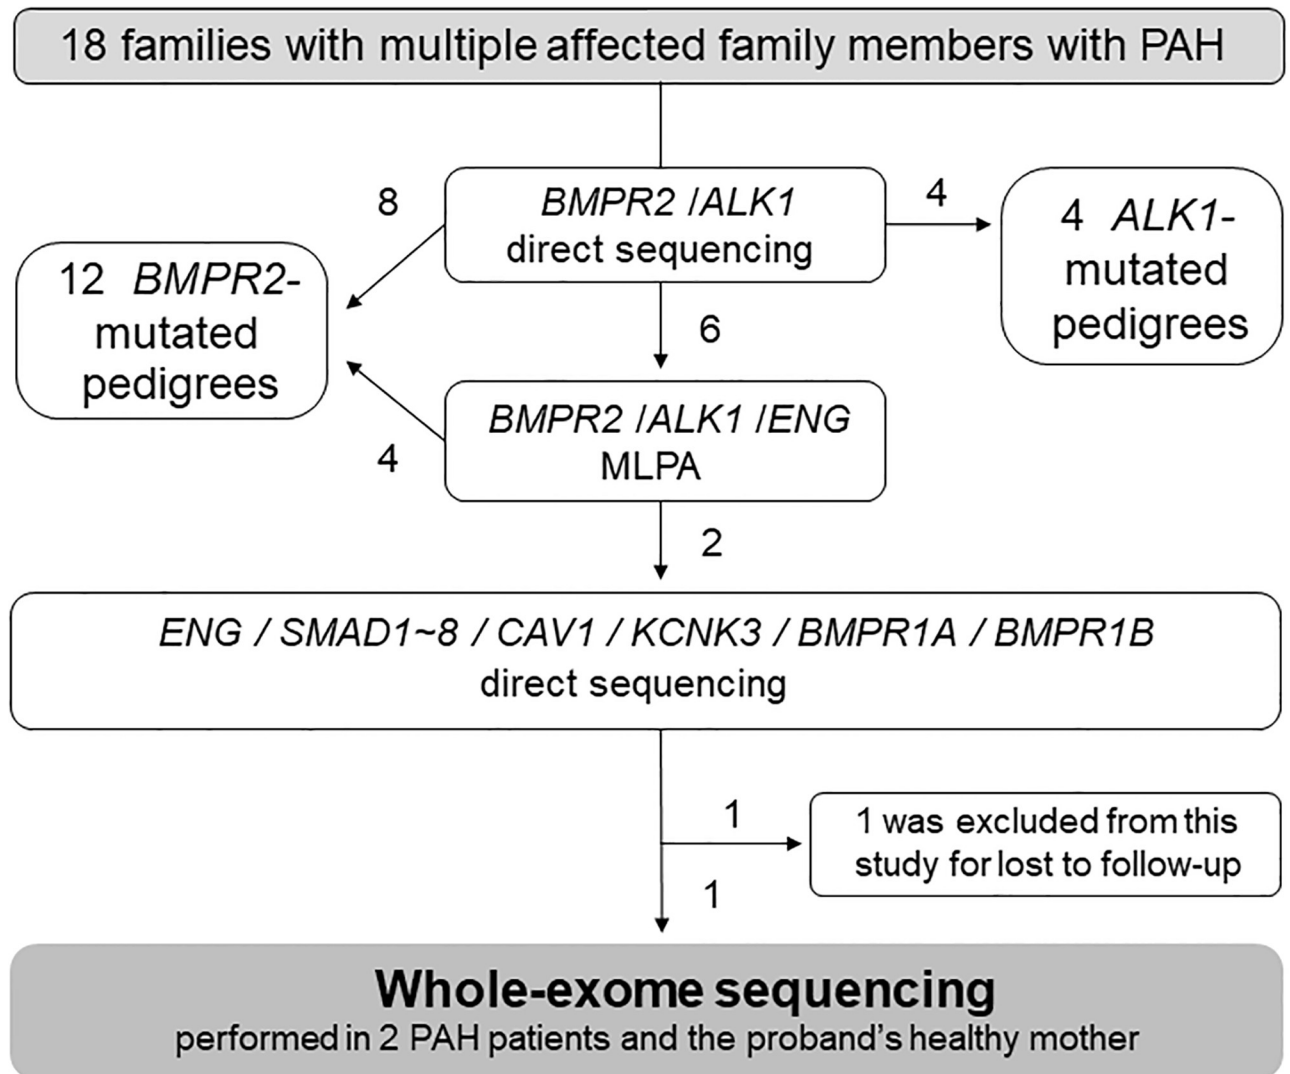 18 families with multiple affected family members with PAH
BMPR2 /ALK1
direct sequencing
8
4
4 ALK1-
mutated
pedigrees
12 BMPR2-
mutated
pedigrees
6
BMPR2 /ALK1 /ENG
MLPA
4
2
ENG / SMAD1~8 / CAV1 / KCNK3 / BMPR1A / BMPR1B
direct sequencing
1
1 was excluded from this
study for lost to follow-up
1
Whole-exome sequencing
performed in 2 PAH patients and the proband's healthy mother